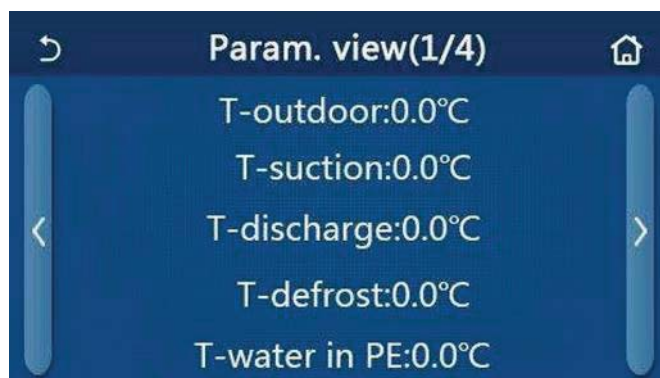 Param. view(1/4)
T-outdoor:0.0℃
T-suction:0.0℃
T-discharge:0.0℃
T-defrost:0.0℃
T-water in PE:0.0℃